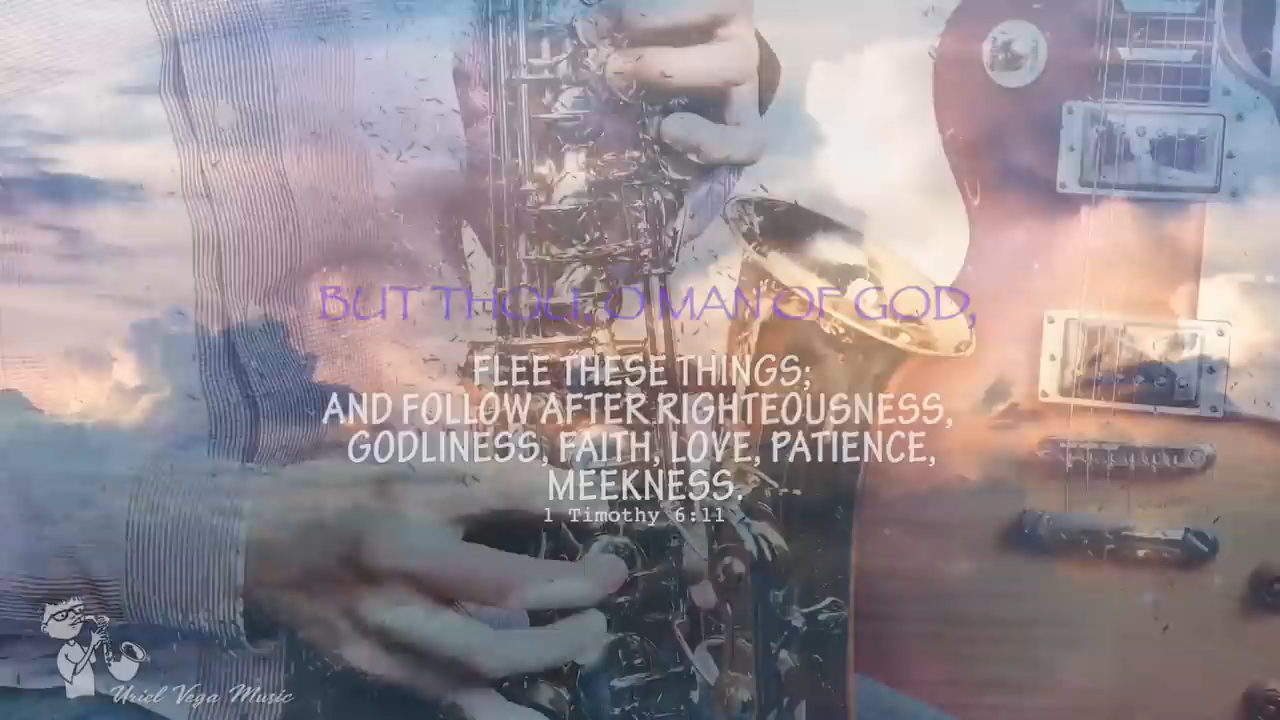 BUT THOU, O MAN OF GOD,
FLEE THESE THINGS;
AND FOLLOW AFTER RIGHTEOUSNESS,
GODLINESS, FAITH, LOVE, PATIENCE,
MEEKNESS.
1 Timothy 6:11
Uriel Vega Music